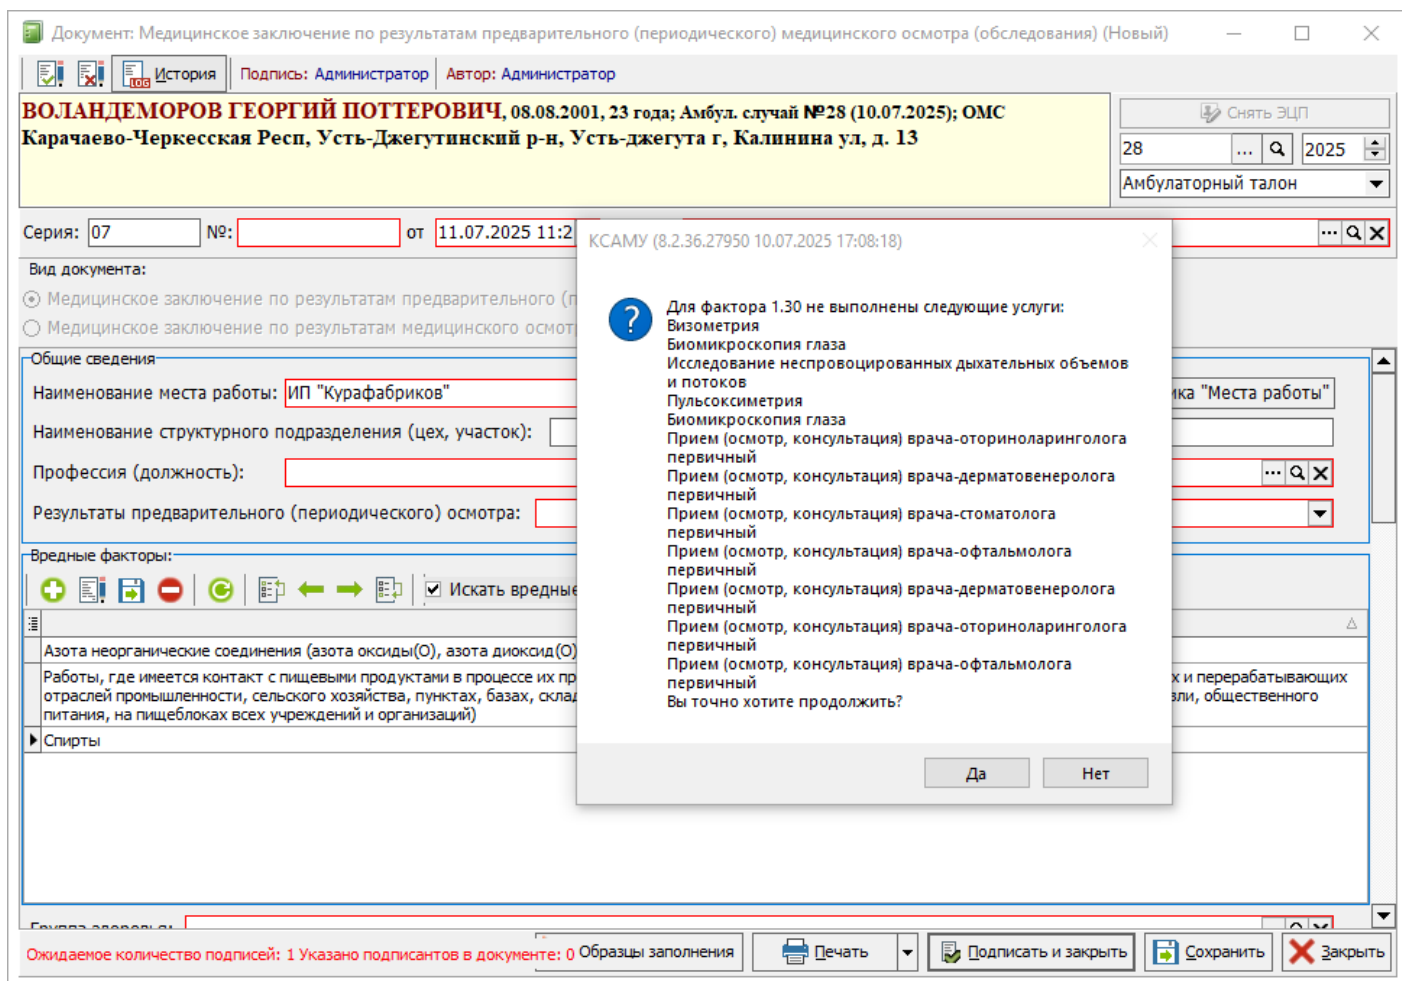 Документ: Медицинское заключение по результатам предварительного (периодического) медицинского осмотра (обследования) (Новый)
История
Подпись: Администратор
Автор: Администратор
ВОЛАНДЕМОРОВ ГЕОРГИЙ ПОТТЕРОВИЧ, 08.08.2001, 23 года; Амбул. случай №28 (10.07.2025); ОМС
Карачаево-Черкесская Респ, Усть-Джегутинский р-н, Усть-джегута г, Калинина ул, д. 13
Снять ЭЦП
28 ... 2025
Амбулаторный талон
Серия: 07 №: от 11.07.2025 11:2
Вид документа:
Медицинское заключение по результатам предварительного (п
Медицинское заключение по результатам медицинского осмот
Общие сведения
Наименование места работы: ИП "Курафабриков"
ика "Места работы"
Наименование структурного подразделения (цех, участок):
Профессия (должность):
Результаты предварительного (периодического) осмотра:
Вредные факторы:
Искать вредные
Азота неорганические соединения (азота оксиды(О), азота диоксид(О)
Работы, где имеется контакт с пищевыми продуктами в процессе их пр
х и перерабатывающих
отраслей промышленности, сельского хозяйства, пунктах, базах, склад
вли, общественного
питания, на пищеблоках всех учреждений и организаций)
Спирты
КСАМУ (8.2.36.27950 10.07.2025 17:08:18)
Для фактора 1.30 не выполнены следующие услуги:
Визометрия
Биомикроскопия глаза
Исследование неспровоцированных дыхательных объемов
и потоков
Пульсоксиметрия
Биомикроскопия глаза
Прием (осмотр, консультация) врача-оториноларинголога
первичный
Прием (осмотр, консультация) врача-дерматовенеролога
первичный
Прием (осмотр, консультация) врача-стоматолога
первичный
Прием (осмотр, консультация) врача-офтальмолога
первичный
Прием (осмотр, консультация) врача-дерматовенеролога
первичный
Прием (осмотр, консультация) врача-оториноларинголога
первичный
Прием (осмотр, консультация) врача-офтальмолога
первичный
Вы точно хотите продолжить?
Да
Нет
Группа здоровья:
Ожидаемое количество подписей: 1 Указано подписантов в документе: 0
Образцы заполнения
Печать
Подписать и закрыть
Сохранить
Закрыть